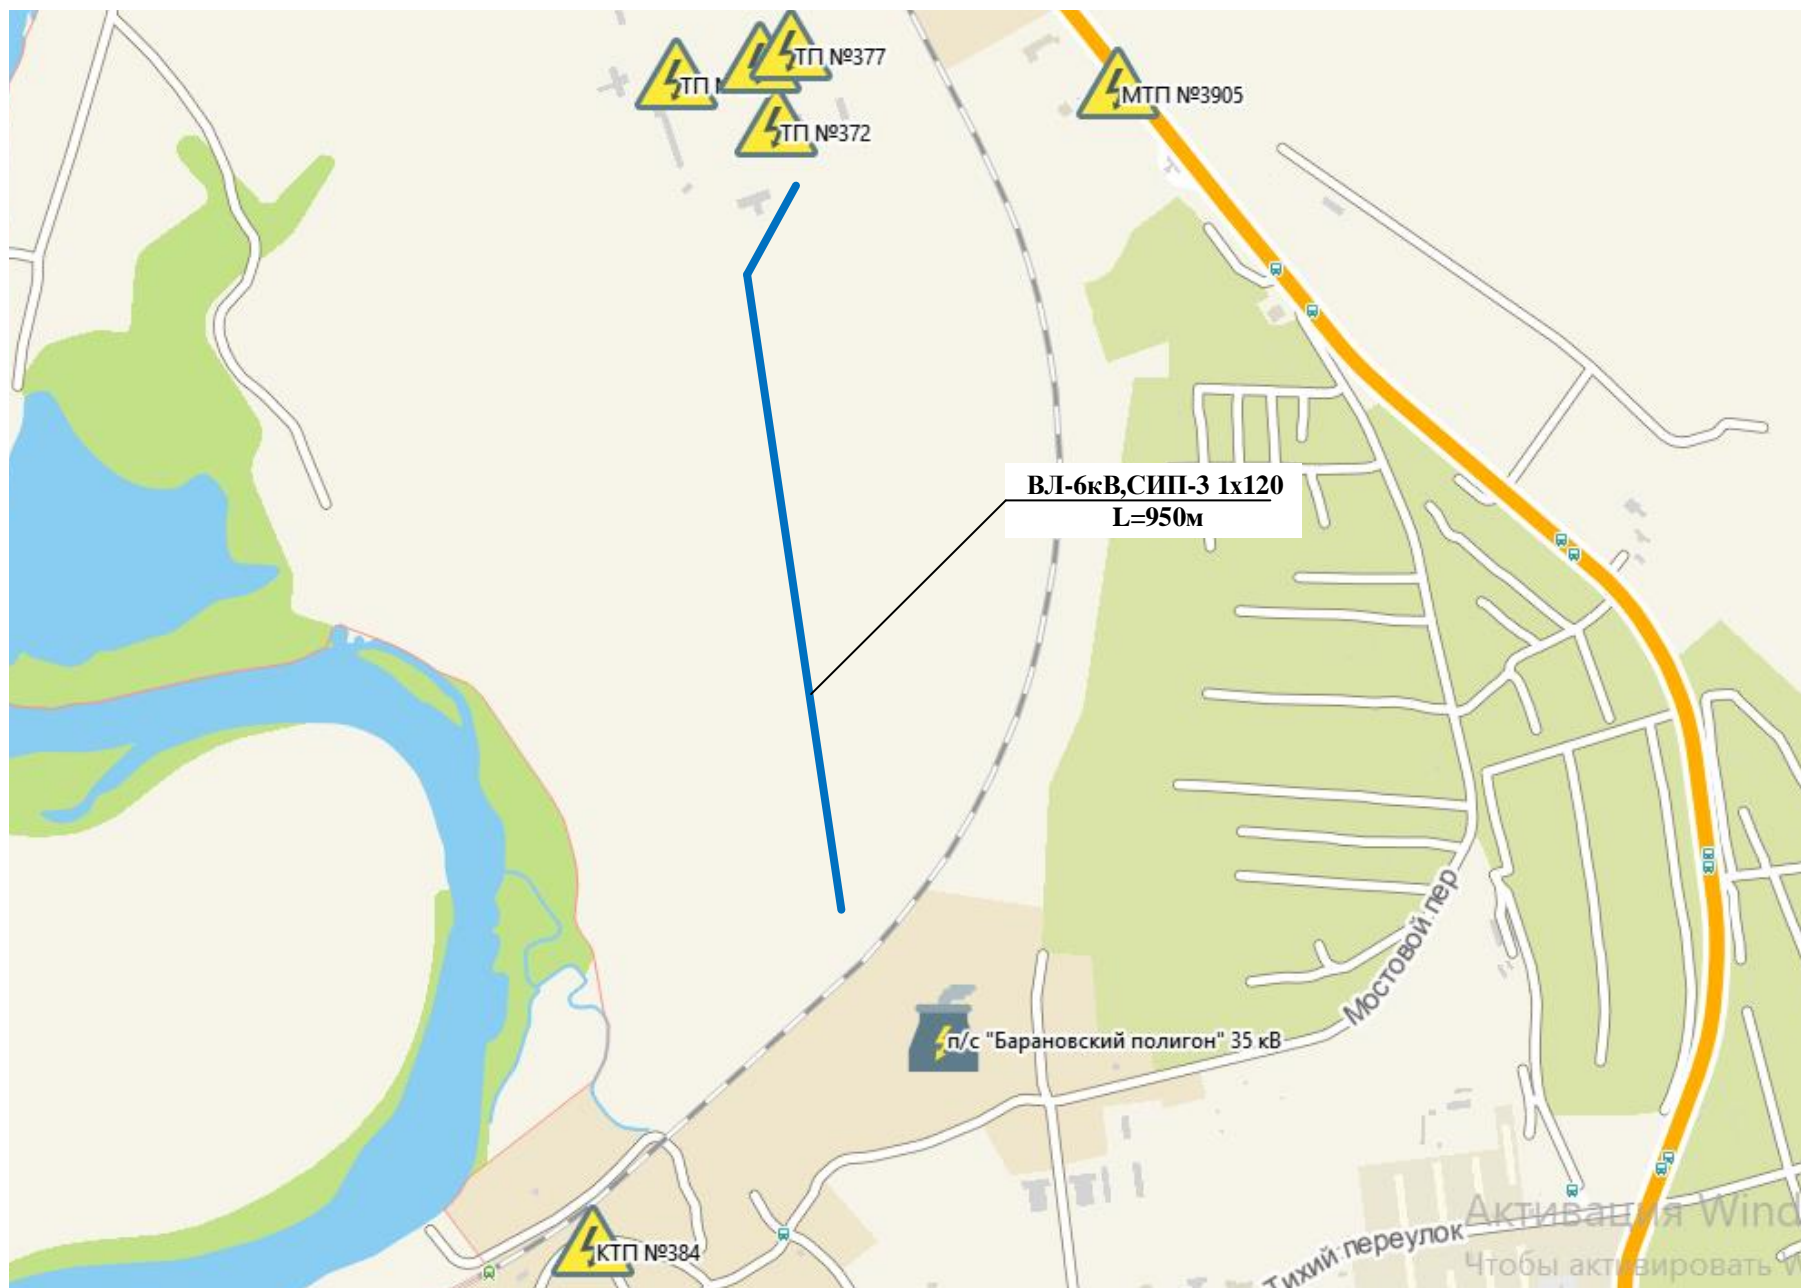 ТП №377
ТП
МТП №3905
ТП №372
ВЛ-6кВ,СИП-3 1х120
L=950м
Мостовой пер
п/с "Барановский полигон" 35 кВ
Активация Wind
Тихий переулок
КТП №384
Чтобы активировать W